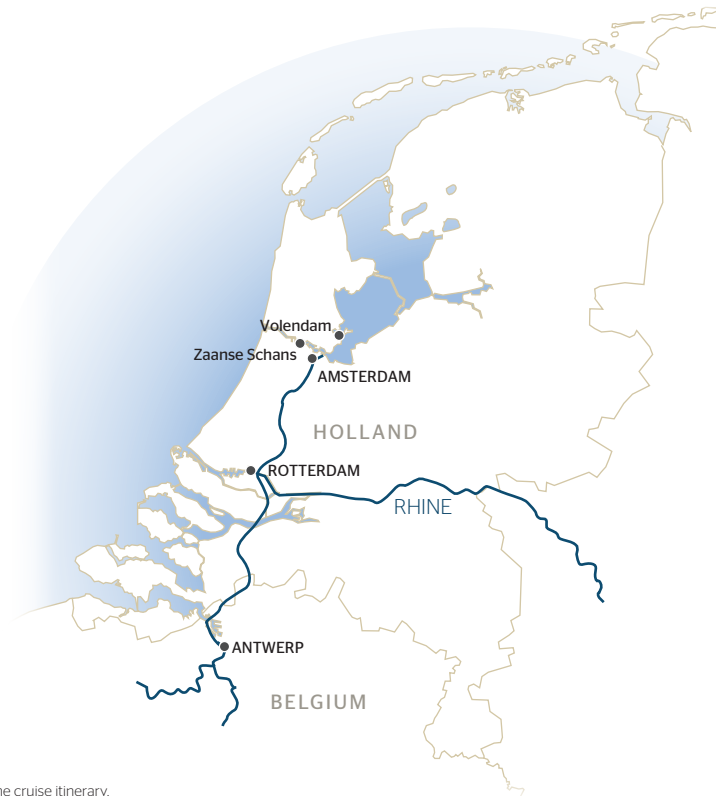 Volendam
Zaanse Schans
AMSTERDAM
HOLLAND
ROTTERDAM
RHINE
ANTWERP
BELGIUM
he cruise itinerary.